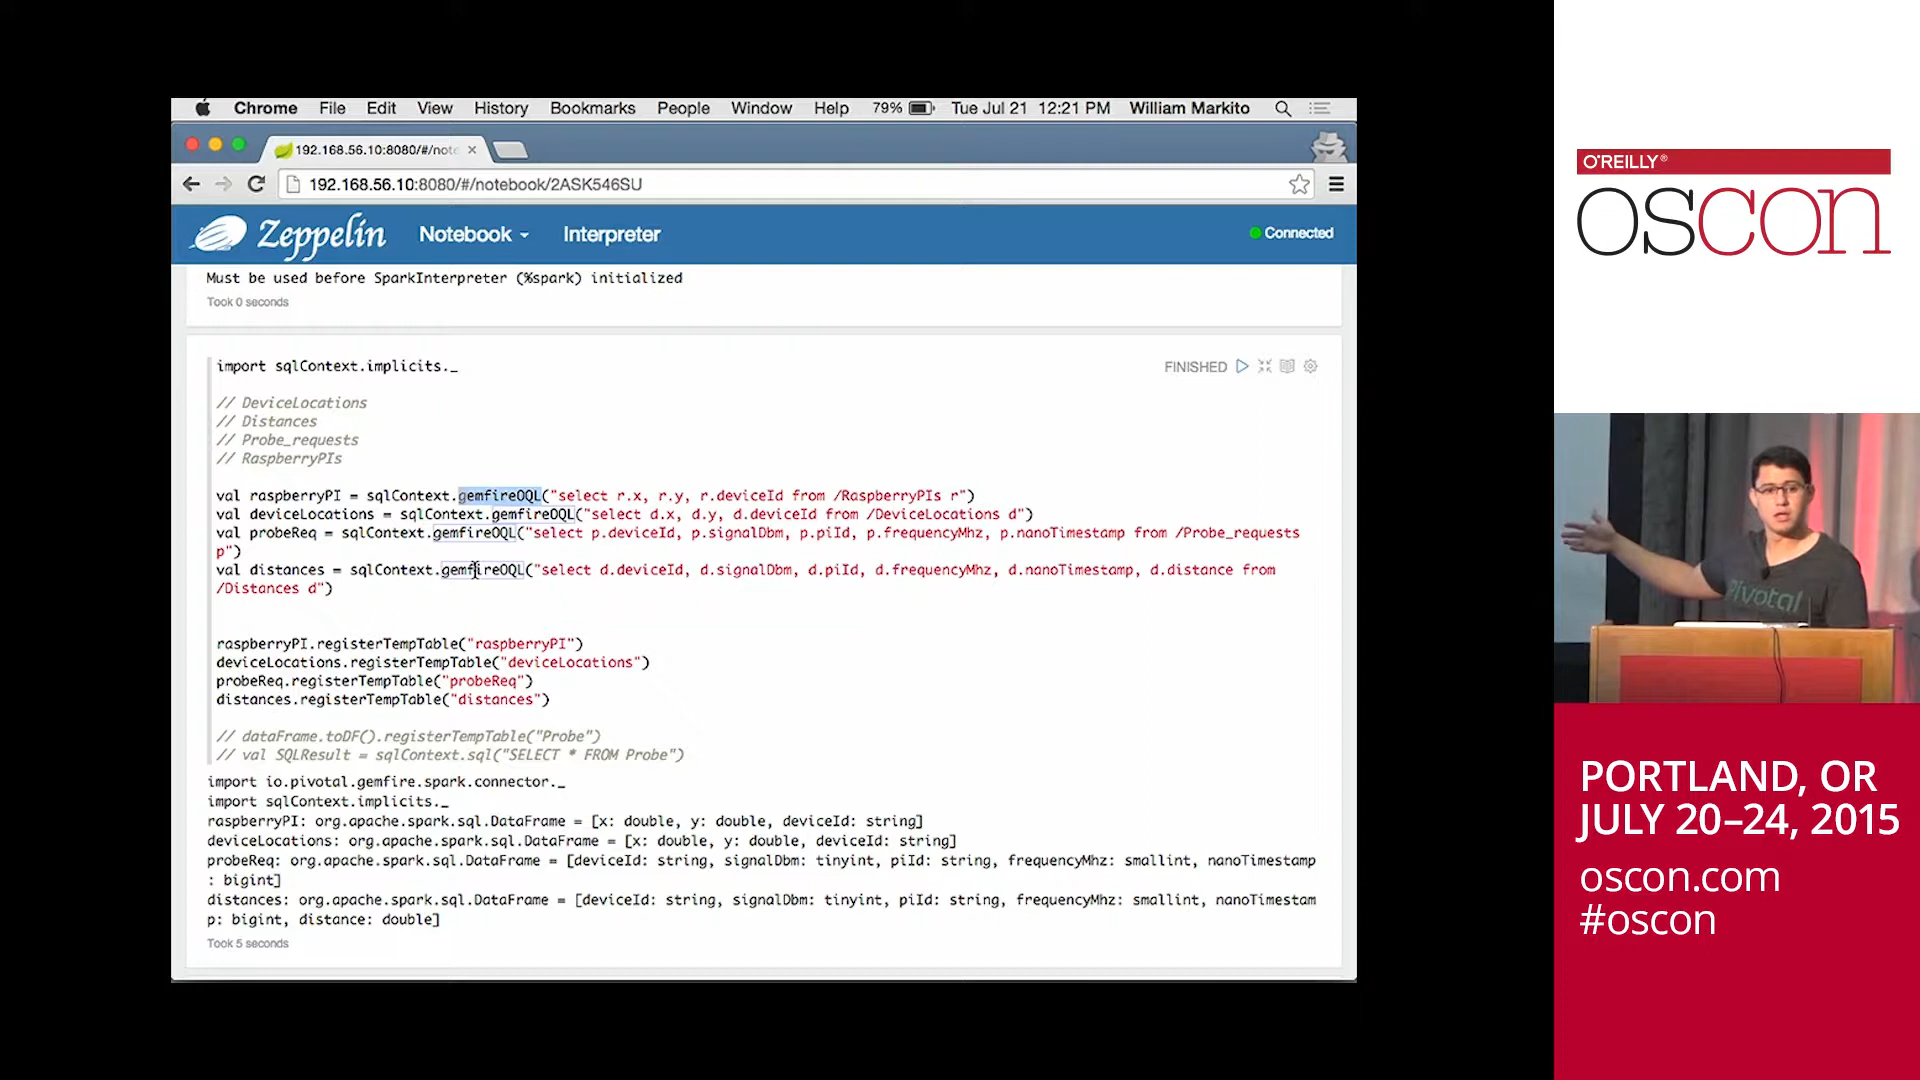 Chrome File Edit View History Bookmarks People Window Help 79% Tue Jul 21 12:21 PM William Markito
192.168.56.10:8080/#/note
192.168.56.10:8080/#/notebook/2ASK546SU
Zeppelin Notebook Interpreter Connected
Must be used before SparkInterpreter (%spark) initialized
Took 0 seconds
import sqlContext.implicits._
FINISHED
// DeviceLocations
// Distances
// Probe_requests
// RaspberryPIs
val raspberryPI = sqlContext.gemfireOQL("select r.x, r.y, r.deviceId from /RaspberryPIs r")
val deviceLocations = sqlContext.gemfireOQL("select d.x, d.y, d.deviceId from /DeviceLocations d")
val probeReq = sqlContext.gemfireOQL("select p.deviceId, p.signalDbm, p.piId, p.frequencyMhz, p.nanoTimestamp from /Probe_requests
p")
val distances = sqlContext.gemfireOQL("select d.deviceId, d.signalDbm, d.piId, d.frequencyMhz, d.nanoTimestamp, d.distance from
/Distances d")
raspberryPI.registerTempTable("raspberryPI")
deviceLocations.registerTempTable("deviceLocations")
probeReq.registerTempTable("probeReq")
distances.registerTempTable("distances")
// dataFrame.toDF().registerTempTable("Probe")
// val SQLResult = sqlContext.sql("SELECT * FROM Probe")
import io.pivotal.gemfire.spark.connector._
import sqlContext.implicits._
raspberryPI: org.apache.spark.sql.DataFrame = [x: double, y: double, deviceId: string]
deviceLocations: org.apache.spark.sql.DataFrame = [x: double, y: double, deviceId: string]
probeReq: org.apache.spark.sql.DataFrame = [deviceId: string, signalDbm: tinyint, piId: string, frequencyMhz: smallint, nanoTimestamp
: bigint]
distances: org.apache.spark.sql.DataFrame = [deviceId: string, signalDbm: tinyint, piId: string, frequencyMhz: smallint, nanoTimestam
p: bigint, distance: double]
Took 5 seconds
O'REILLY®
OSCON
Pivotal
PORTLAND, OR
JULY 20–24, 2015
oscon.com
#oscon